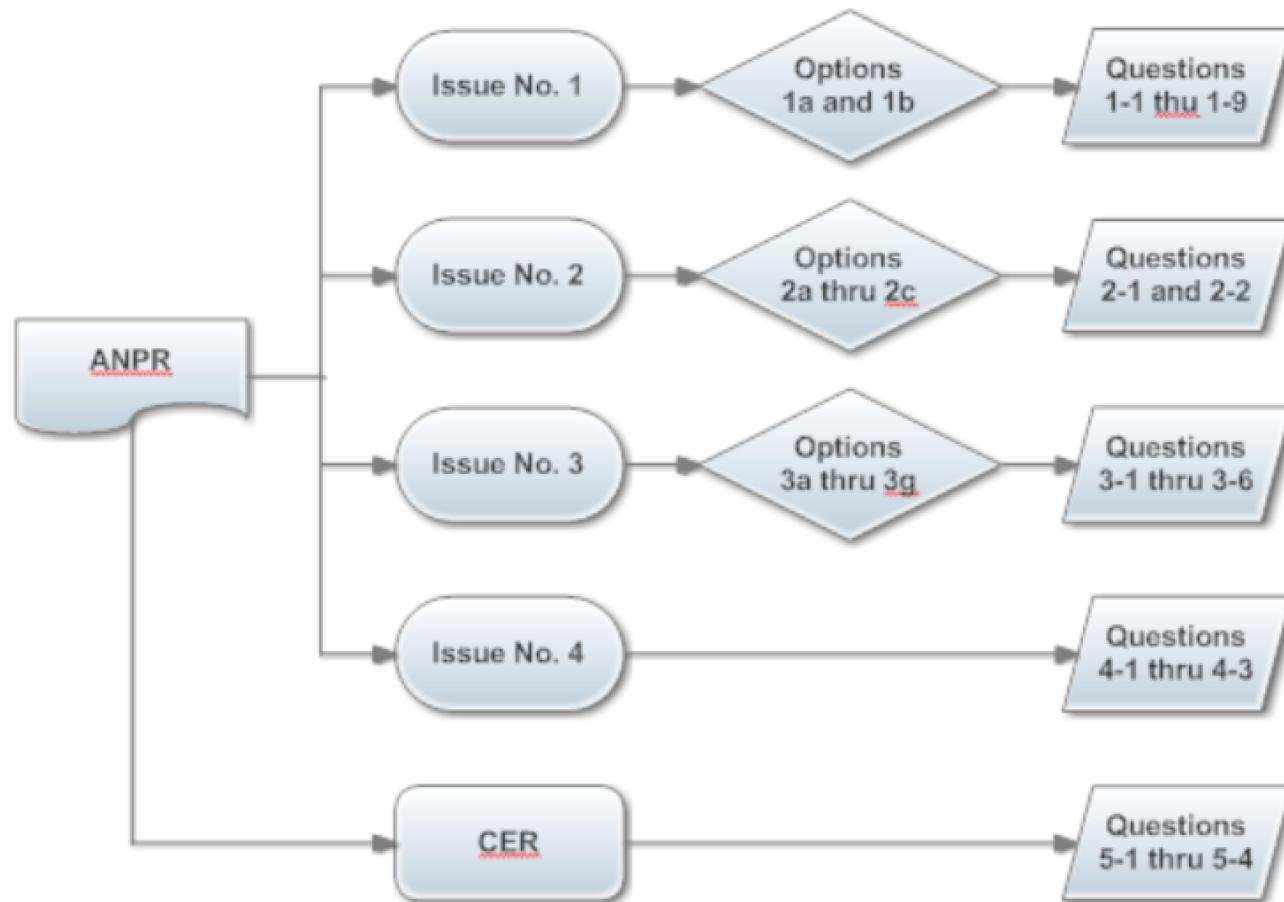 Issue No. 1
Options
1a and 1b
Questions
1-1 thu 1-9
Issue No. 2
Options
2a thru 2c
Questions
2-1 and 2-2
ANPR
Issue No. 3
Options
3a thru 3g
Questions
3-1 thru 3-6
Issue No. 4
Questions
4-1 thru 4-3
CER
Questions
5-1 thru 5-4